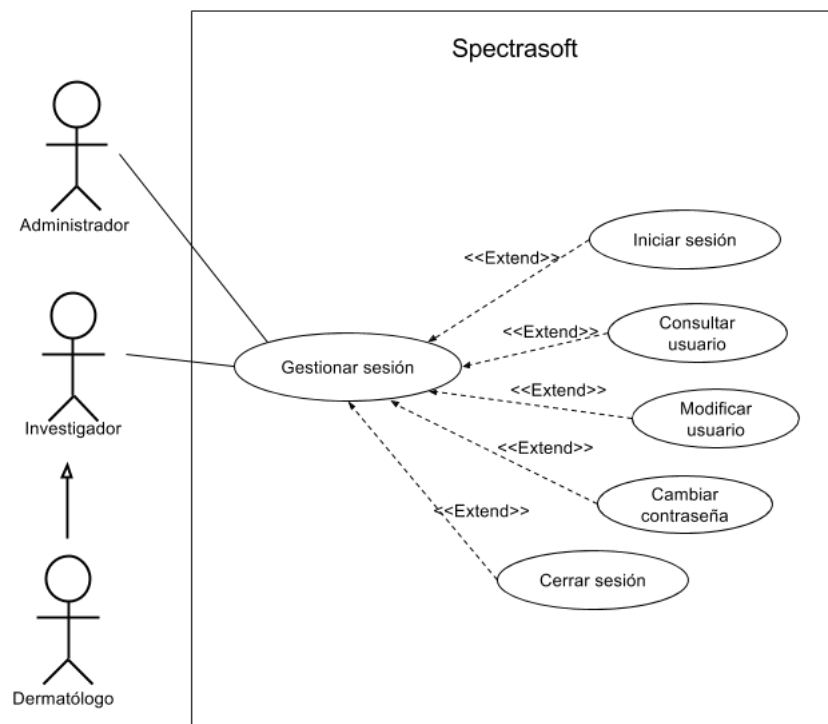 Spectrasoft
Administrador
Iniciar sesión
<<Extend>>
Consultar
usuario
<<Extend>>
Gestionar sesión
<<Extend>>
Modificar
usuario
Investigador
<<Extend>>
Cambiar
contraseña
<<Extend>>
Cerrar sesión
Dermatólogo